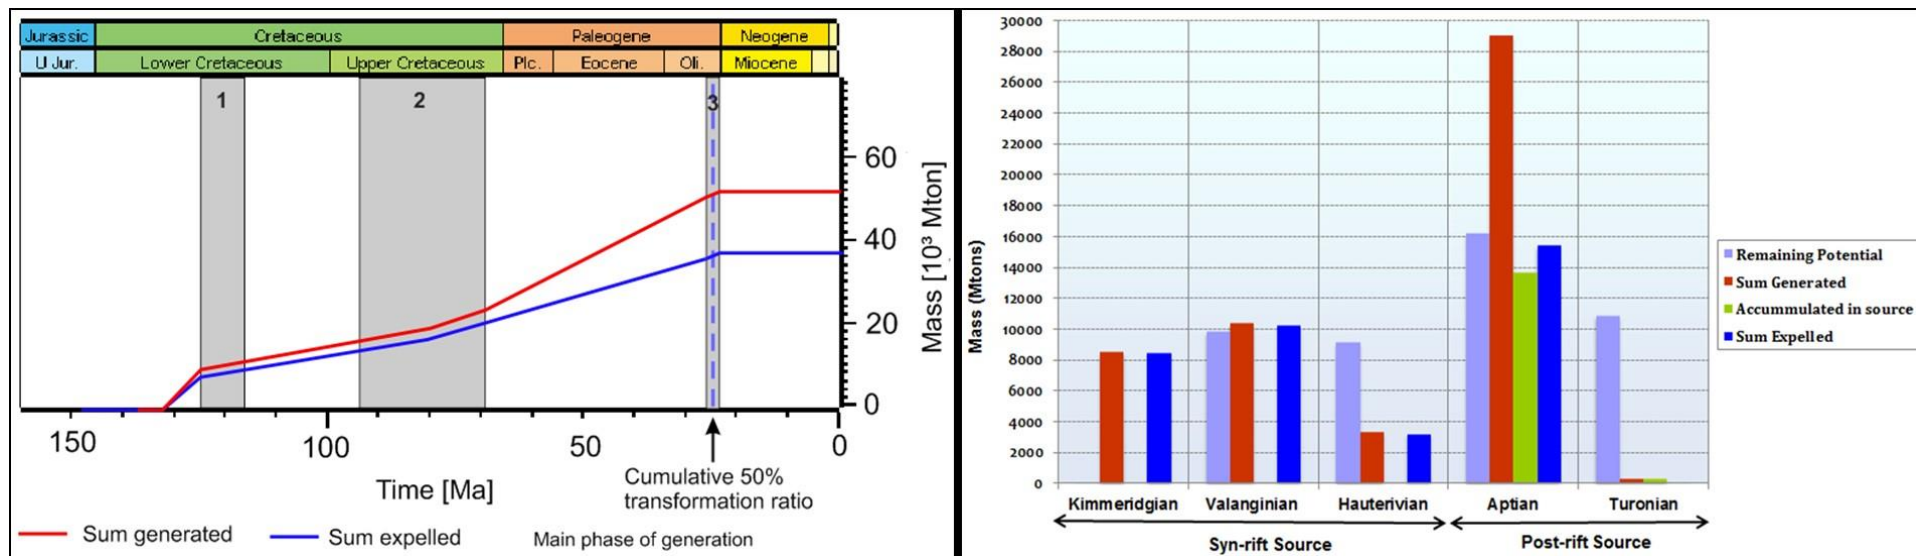 Jurassic Cretaceous Paleogene Neogene
U Jur. Lower Cretaceous Upper Cretaceous Plc. Eocene Oli. Miocene
1 2 3
60
40
20
0
Mass [10³ Mton]
150 100 50 0
Time [Ma]
Cumulative 50%
transformation ratio
Sum generated
Sum expelled
Main phase of generation
30000
28000
26000
24000
22000
20000
18000
16000
14000
12000
10000
8000
6000
4000
2000
0
Mass (Mtons)
Kimmeridgian Valanginian Hauterivian Aptian Turonian
Syn-rift Source Post-rift Source
Remaining Potential
Sum Generated
Accummulated in source
Sum Expelled